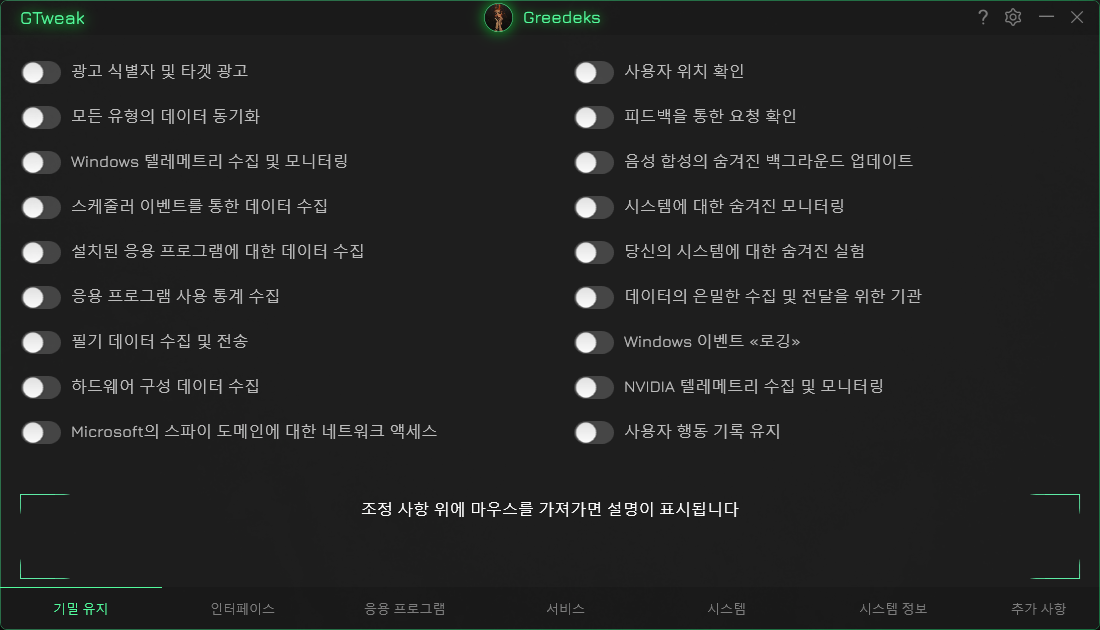 GTweak
Greedeks
?
광고 식별자 및 타겟 광고
모든 유형의 데이터 동기화
Windows 텔레메트리 수집 및 모니터링
스케줄러 이벤트를 통한 데이터 수집
설치된 응용 프로그램에 대한 데이터 수집
응용 프로그램 사용 통계 수집
필기 데이터 수집 및 전송
하드웨어 구성 데이터 수집
Microsoft의 스파이 도메인에 대한 네트워크 액세스
사용자 위치 확인
피드백을 통한 요청 확인
음성 합성의 숨겨진 백그라운드 업데이트
시스템에 대한 숨겨진 모니터링
당신의 시스템에 대한 숨겨진 실험
데이터의 은밀한 수집 및 전달을 위한 기관
Windows 이벤트 «로깅»
NVIDIA 텔레메트리 수집 및 모니터링
사용자 행동 기록 유지
조정 사항 위에 마우스를 가져가면 설명이 표시됩니다
기밀 유지
인터페이스
응용 프로그램
서비스
시스템
시스템 정보
추가 사항